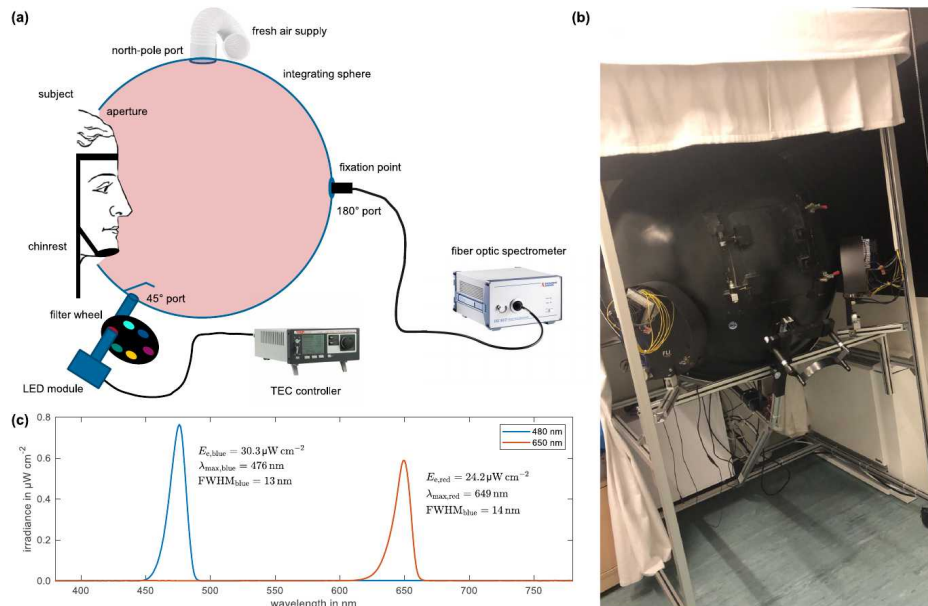 (a)
fresh air supply
north-pole port
integrating sphere
subject
aperture
fixation point
180° port
chinrest
fiber optic spectrometer
45° port
filter wheel
LED module
TEC controller
(b)
(c)
irradiance in µW cm⁻²
0.8
0.6
0.4
0.2
0.0
E_e,blue = 30.3 µW cm⁻²
λ_max,blue = 476 nm
FWHM_blue = 13 nm
480 nm
650 nm
E_e,red = 24.2 µW cm⁻²
λ_max,red = 649 nm
FWHM_blue = 14 nm
400 450 500 550 600 650 700 750
wavelength in nm